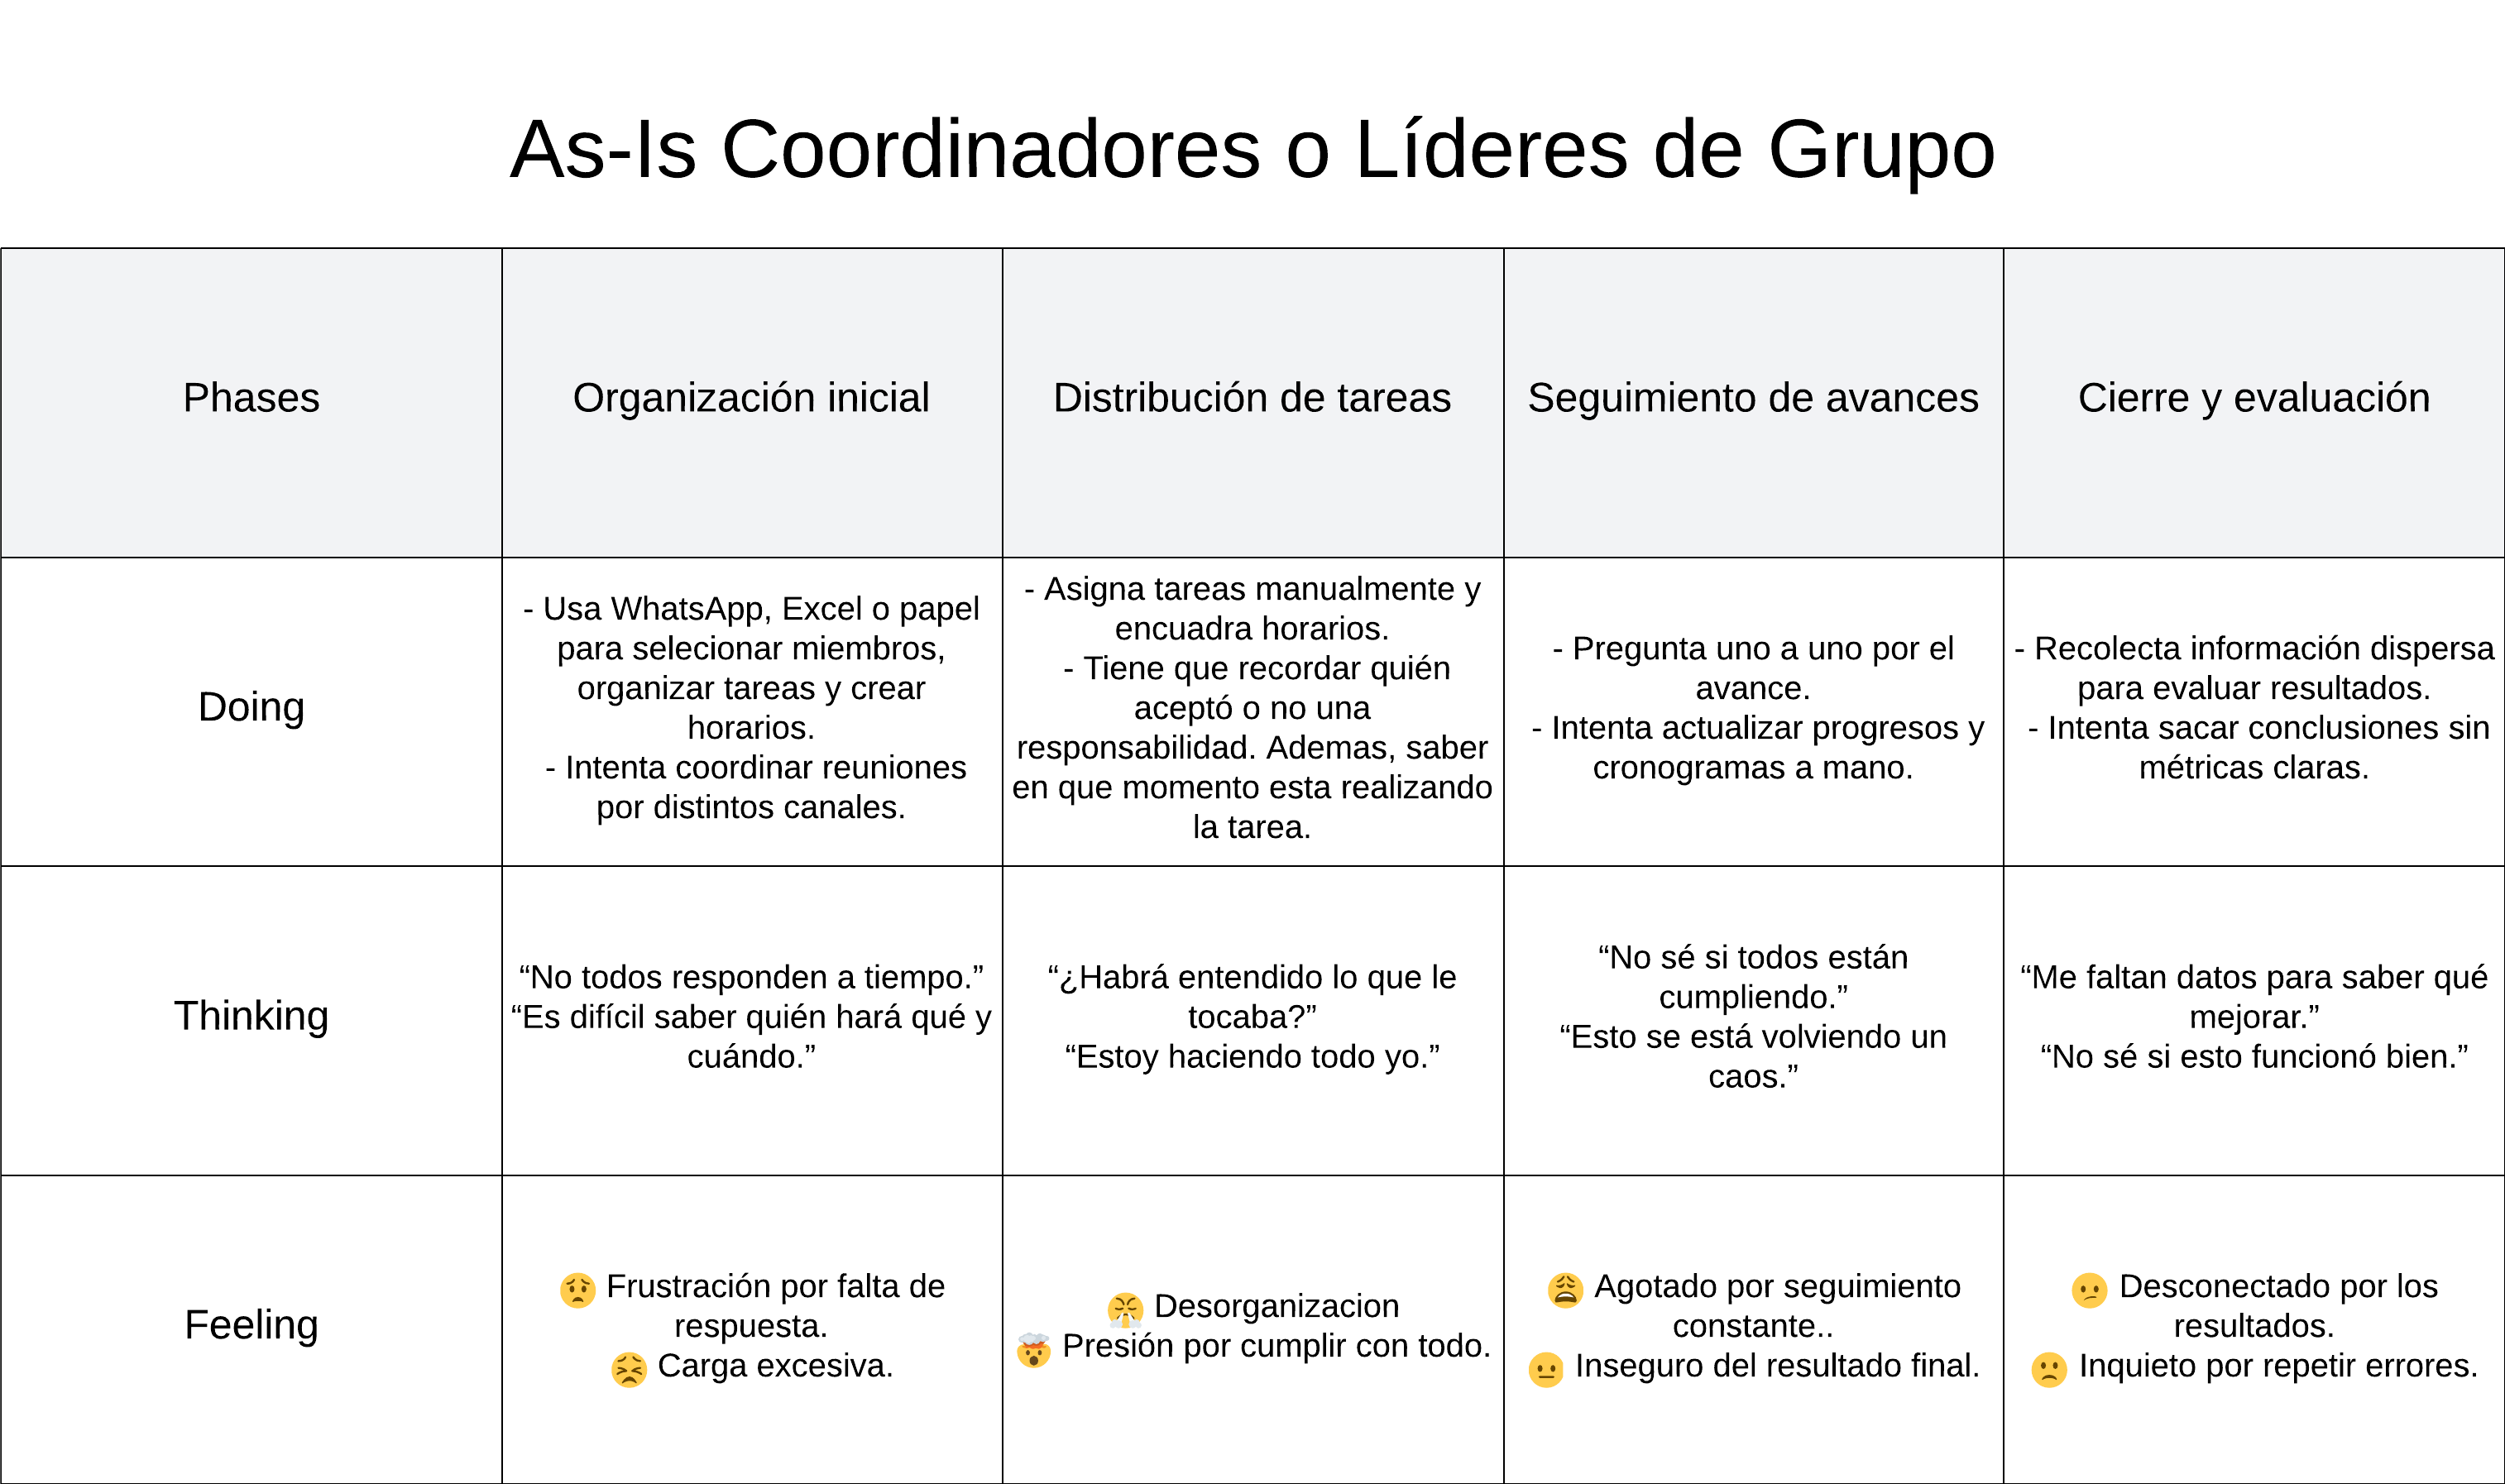 As-Is Coordinadores o Líderes de Grupo
Phases
Organización inicial
Distribución de tareas
Seguimiento de avances
Cierre y evaluación
Doing
- Usa WhatsApp, Excel o papel
para selecionar miembros,
organizar tareas y crear
horarios.
- Intenta coordinar reuniones
por distintos canales.
- Asigna tareas manualmente y
encuadra horarios.
- Tiene que recordar quién
aceptó o no una
responsabilidad. Ademas, saber
en que momento esta realizando
la tarea.
- Pregunta uno a uno por el
avance.
- Intenta actualizar progresos y
cronogramas a mano.
- Recolecta información dispersa
para evaluar resultados.
- Intenta sacar conclusiones sin
métricas claras.
Thinking
“No todos responden a tiempo.”
“Es difícil saber quién hará qué y
cuándo.”
“¿Habrá entendido lo que le
tocaba?”
“Estoy haciendo todo yo.”
“No sé si todos están
cumpliendo.”
“Esto se está volviendo un
caos.”
“Me faltan datos para saber qué
mejorar.”
“No sé si esto funcionó bien.”
Feeling
😟 Frustración por falta de
respuesta.
😣 Carga excesiva.
😤 Desorganizacion
🤯 Presión por cumplir con todo.
😩 Agotado por seguimiento
constante..
😐 Inseguro del resultado final.
😕 Desconectado por los
resultados.
🙁 Inquieto por repetir errores.